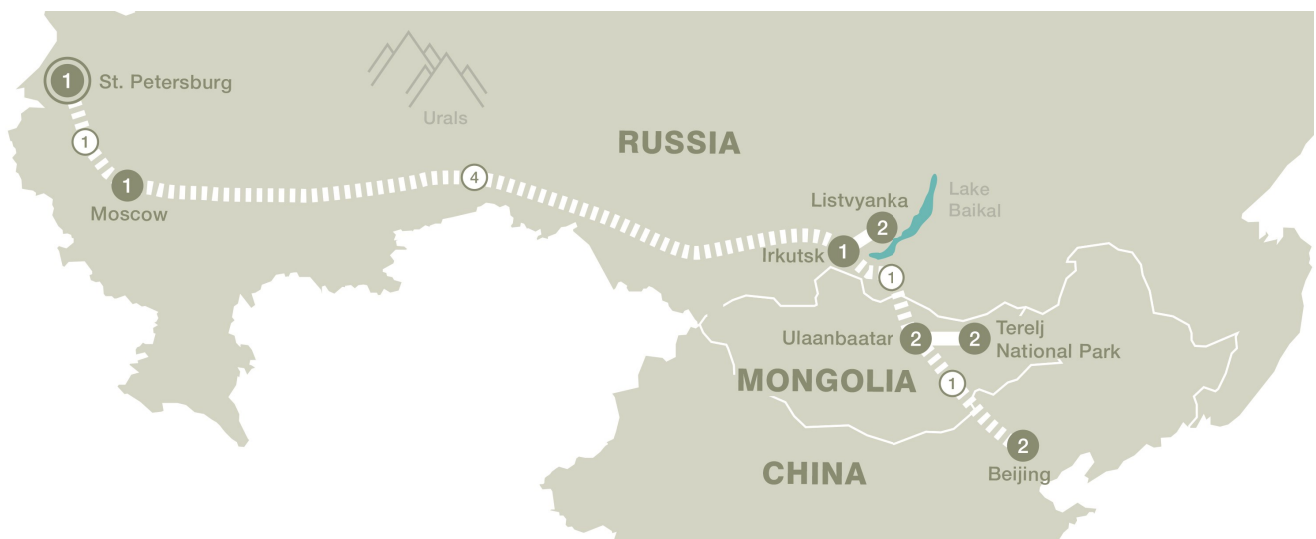 1
St. Petersburg
1
1
Moscow
Urals
4
RUSSIA
Listvyanka
2
Lake
Baikal
1
Irkutsk
1
Ulaanbaatar
2
2
Terelj
National Park
MONGOLIA
1
2
Beijing
CHINA